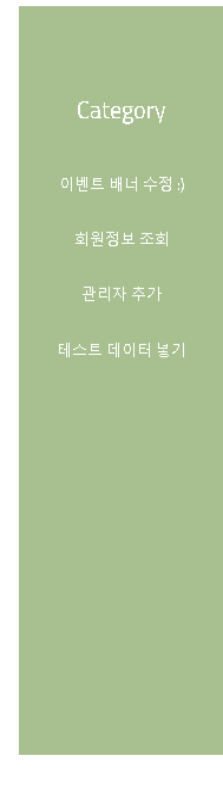 Category
이벤트 배너 수정 :)
회원정보 조회
관리자 추가
테스트 데이터 넣기